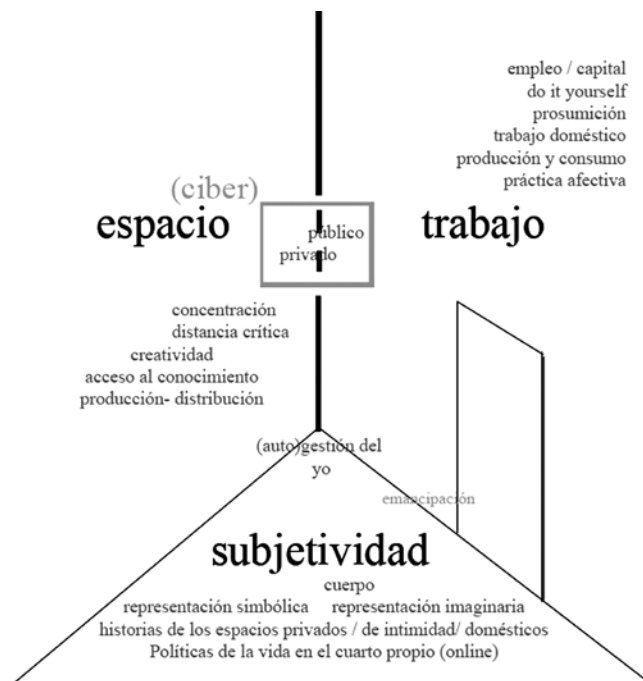 empleo / capital
do it yourself
prosumición
trabajo doméstico
producción y consumo
práctica afectiva
(ciber)
espacio
público
privado
trabajo
concentración
distancia crítica
creatividad
acceso al conocimiento
producción- distribución
(auto)gestión del
yo
emancipación
subjetividad
cuerpo
representación simbólica representación imaginaria
historias de los espacios privados / de intimidad/ domésticos
Políticas de la vida en el cuarto propio (online)